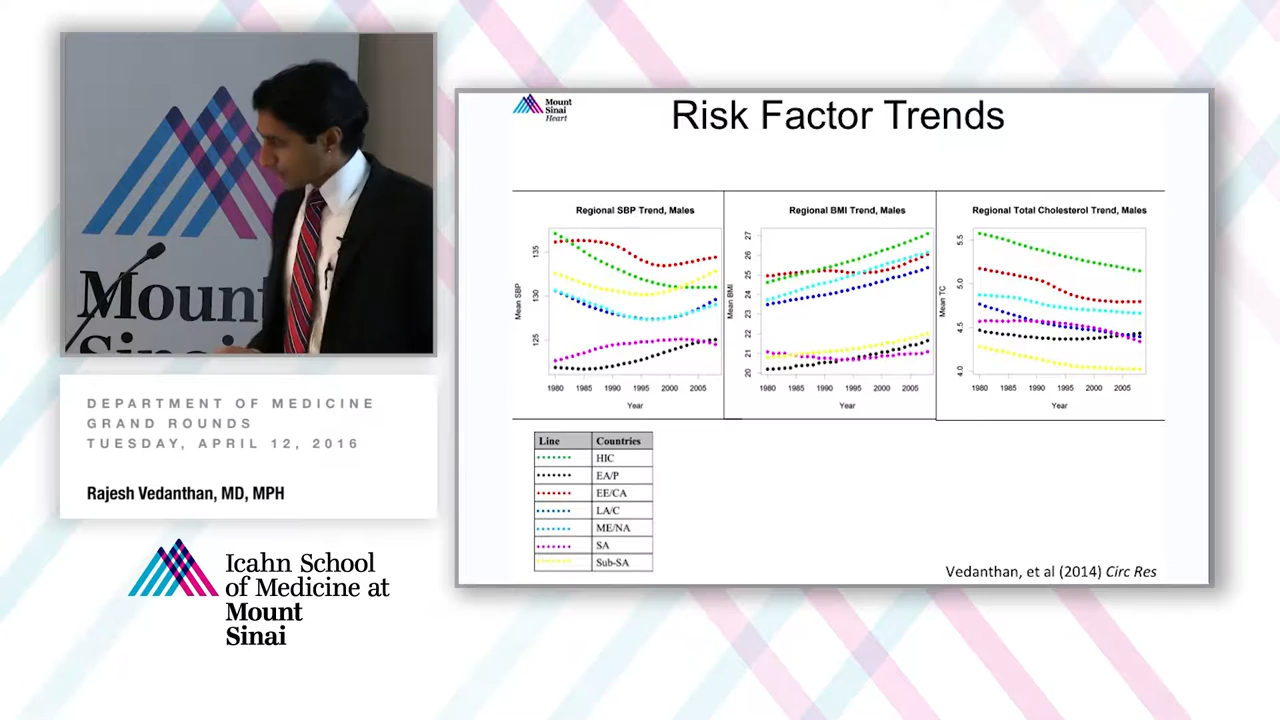 Mount
Sinai
DEPARTMENT OF MEDICINE
GRAND ROUNDS
TUESDAY, APRIL 12, 2016
Rajesh Vedanthan, MD, MPH
Icahn School
of Medicine at
Mount
Sinai
Mount
Sinai
Heart
Risk Factor Trends
Regional SBP Trend, Males
Mean SBP
135
130
125
1980 1985 1990 1995 2000 2005
Year
Regional BMI Trend, Males
Mean BMI
27
26
25
24
23
22
21
20
1980 1985 1990 1995 2000 2005
Year
Regional Total Cholesterol Trend, Males
Mean TC
5.5
5.0
4.5
4.0
1980 1985 1990 1995 2000 2005
Year
Line Countries
HIC
EA/P
EE/CA
LA/C
ME/NA
SA
Sub-SA
Vedanthan, et al (2014) Circ Res